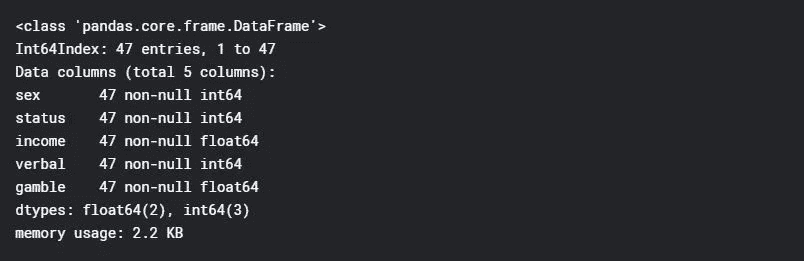 <class 'pandas.core.frame.DataFrame'>
Int64Index: 47 entries, 1 to 47
Data columns (total 5 columns):
sex       47 non-null int64
status    47 non-null int64
income    47 non-null float64
verbal    47 non-null int64
gamble    47 non-null float64
dtypes: float64(2), int64(3)
memory usage: 2.2 KB